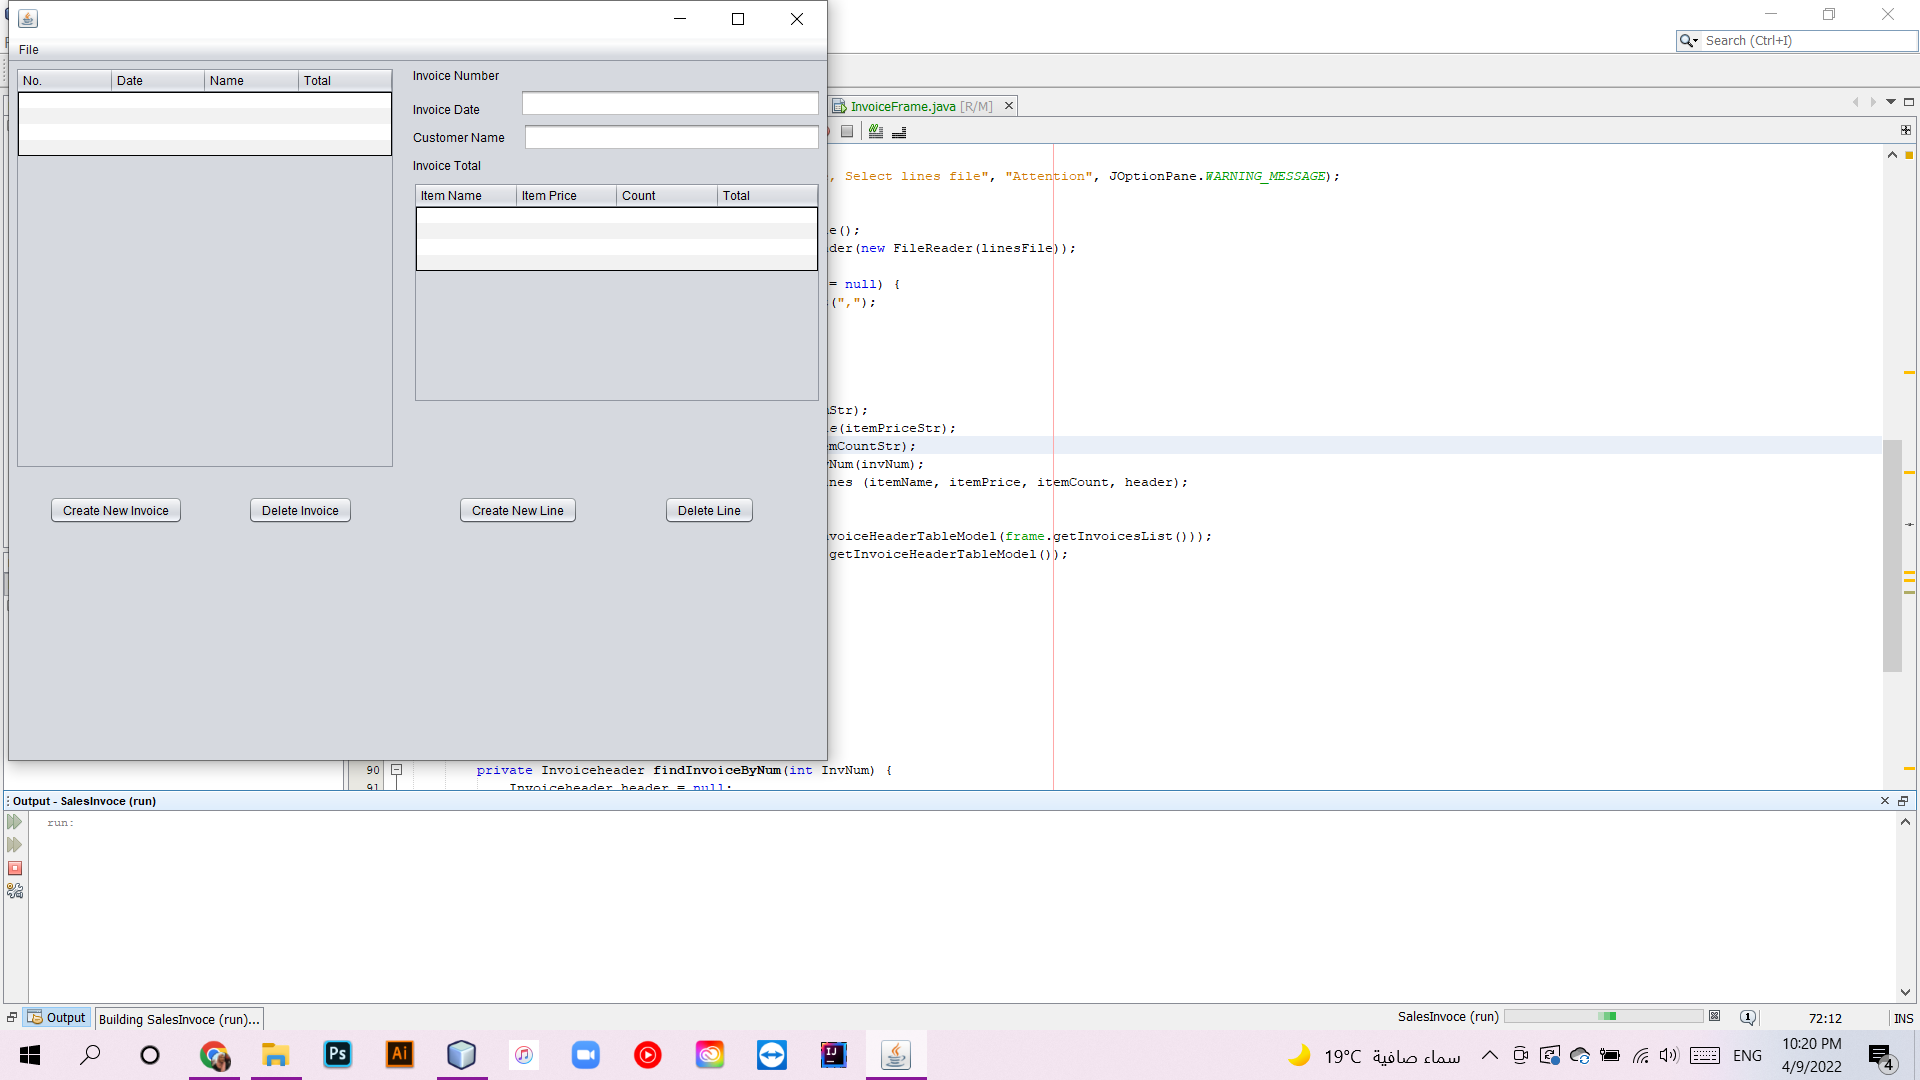 File
No. Date Name Total
Invoice Number
Invoice Date
Customer Name
Invoice Total
Item Name Item Price Count Total
Create New Invoice Delete Invoice Create New Line Delete Line
Search (Ctrl+I)
InvoiceFrame.java [R/M]
, Select lines file", "Attention", JOptionPane.WARNING_MESSAGE);
();
der(new FileReader(linesFile));
= null) {
(",");
Str);
e(itemPriceStr);
mCountStr);
Num(invNum);
nes (itemName, itemPrice, itemCount, header);
voiceHeaderTableModel(frame.getInvoicesList()));
getInvoiceHeaderTableModel());
90 private Invoiceheader findInvoiceByNum(int InvNum) {
91 Invoiceheader header = null;
Output - SalesInvoce (run)
run:
Output Building SalesInvoce (run)... SalesInvoce (run) 1 72:12 INS
Ps Ai IJ 19°C سماء صافية ENG 10:20 PM
4/9/2022 4